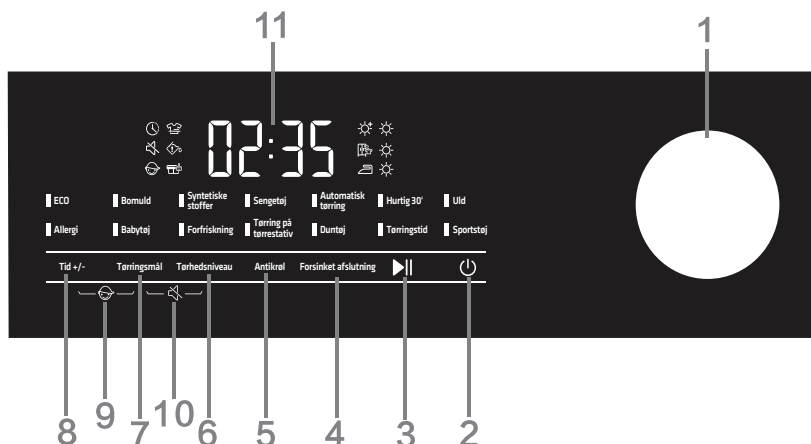 11
1
02:35
ECO
Bomuld
Syntetiske
stoffer
Sengetøj
Automatisk
tørring
Hurtig 30'
Uld
Allergi
Babytøj
Forfriskning
Tørring på
tørrestativ
Duntøj
Tørringstid
Sportstøj
Tid +/-
Tørringsmål
Tørhedsniveau
Antikrøl
Forsinket afslutning
9
10
8
7
6
5
4
3
2